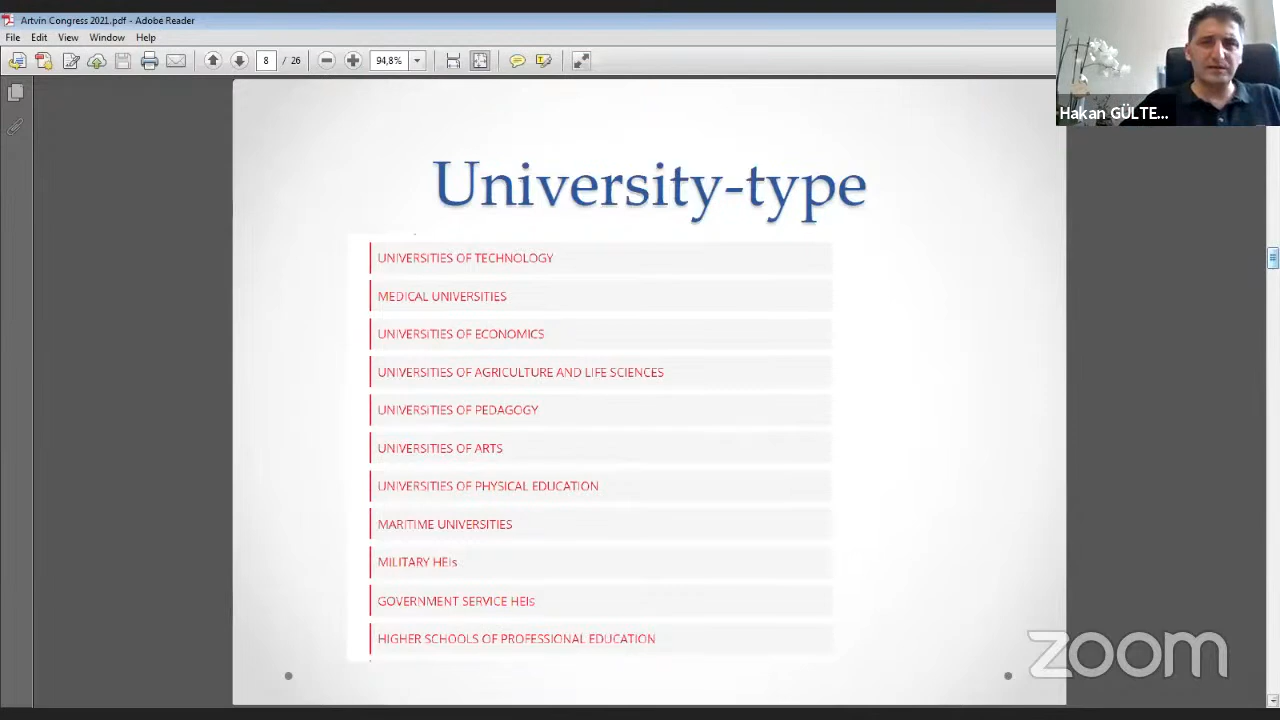 Artvin Congress 2021.pdf - Adobe Reader
File Edit View Window Help
8 / 26 94,8%
Hakan GÜLTE...
University-type
UNIVERSITIES OF TECHNOLOGY
MEDICAL UNIVERSITIES
UNIVERSITIES OF ECONOMICS
UNIVERSITIES OF AGRICULTURE AND LIFE SCIENCES
UNIVERSITIES OF PEDAGOGY
UNIVERSITIES OF ARTS
UNIVERSITIES OF PHYSICAL EDUCATION
MARITIME UNIVERSITIES
MILITARY HEIs
GOVERNMENT SERVICE HEIs
HIGHER SCHOOLS OF PROFESSIONAL EDUCATION
zoom